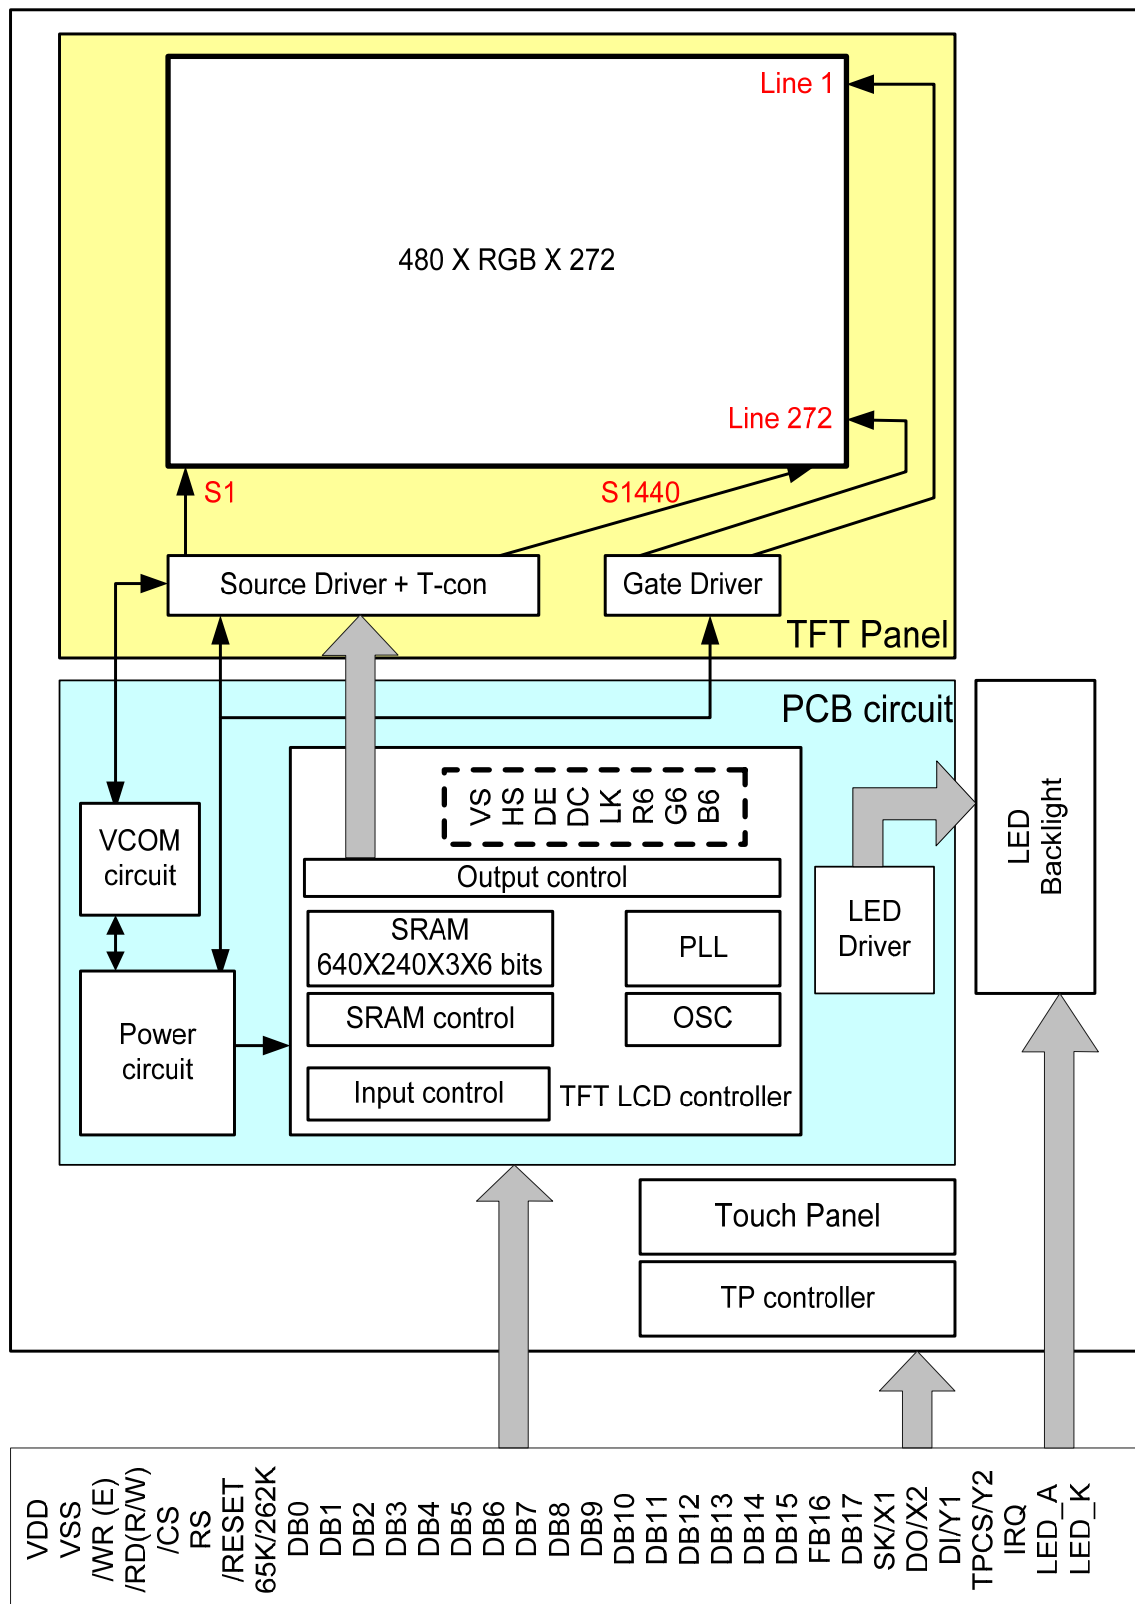 Line 1
480 X RGB X 272
Line 272
S1
S1440
Source Driver + T-con
Gate Driver
TFT Panel
PCB circuit
VS
HS
DE
DC
LK
R6
G6
B6
Output control
VCOM
circuit
SRAM
640X240X3X6 bits
PLL
LED
Driver
LED
Backlight
SRAM control
OSC
Power
circuit
Input control
TFT LCD controller
Touch Panel
TP controller
VDD
VSS
/WR (E)
/RD(R/W)
/CS
RS
/RESET
65K/262K
DB0
DB1
DB2
DB3
DB4
DB5
DB6
DB7
DB8
DB9
DB10
DB11
DB12
DB13
DB14
DB15
FB16
DB17
SK/X1
DO/X2
DI/Y1
TPCS/Y2
IRQ
LED_A
LED_K